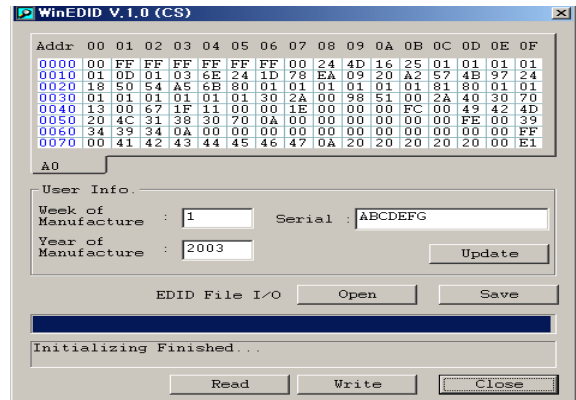 WinEDID V.1.0 (CS)
Addr 00 01 02 03 04 05 06 07 08 09 0A 0B 0C 0D 0E 0F
0000 00 FF FF FF FF FF FF 00 24 4D 16 25 01 01 01 01
0010 01 0D 01 03 6E 24 1D 78 EA 09 20 A2 57 4B 97 24
0020 18 50 54 A5 6B 80 01 01 01 01 01 01 81 80 01 01
0030 01 01 01 01 01 01 30 2A 00 98 51 00 2A 40 30 70
0040 13 00 67 1F 11 00 00 1E 00 00 00 FC 00 49 42 4D
0050 20 4C 31 38 30 70 0A 00 00 00 00 00 00 FE 00 39
0060 34 39 34 0A 00 00 00 00 00 00 00 00 00 00 00 FF
0070 00 41 42 43 44 45 46 47 0A 20 20 20 20 20 00 E1
A0
User Info.
Week of
Manufacture : 1 Serial : ABCDEFG
Year of
Manufacture : 2003 Update
EDID File I/O Open Save
Initializing Finished...
Read Write Close